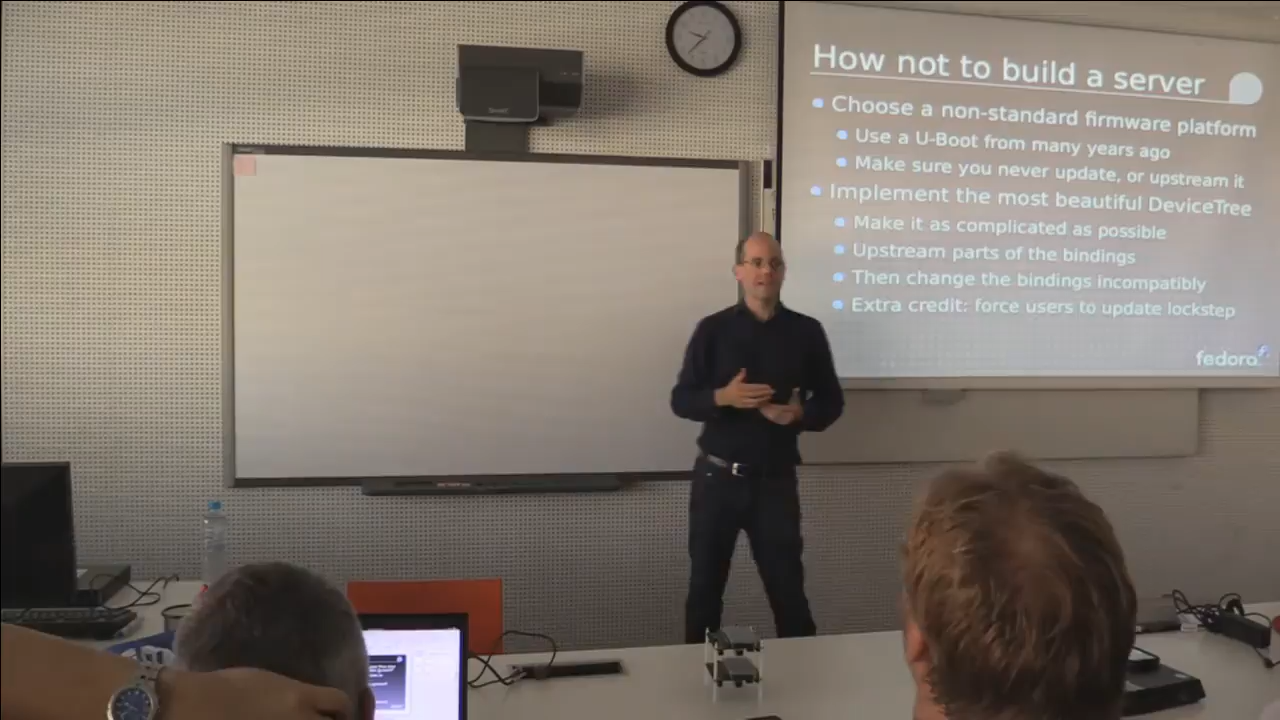 How not to build a server
Choose a non-standard firmware platform
Use a U-Boot from many years ago
Make sure you never update, or upstream it
Implement the most beautiful DeviceTree
Make it as complicated as possible
Upstream parts of the bindings
Then change the bindings incompatibly
Extra credit: force users to update lockstep
fedora